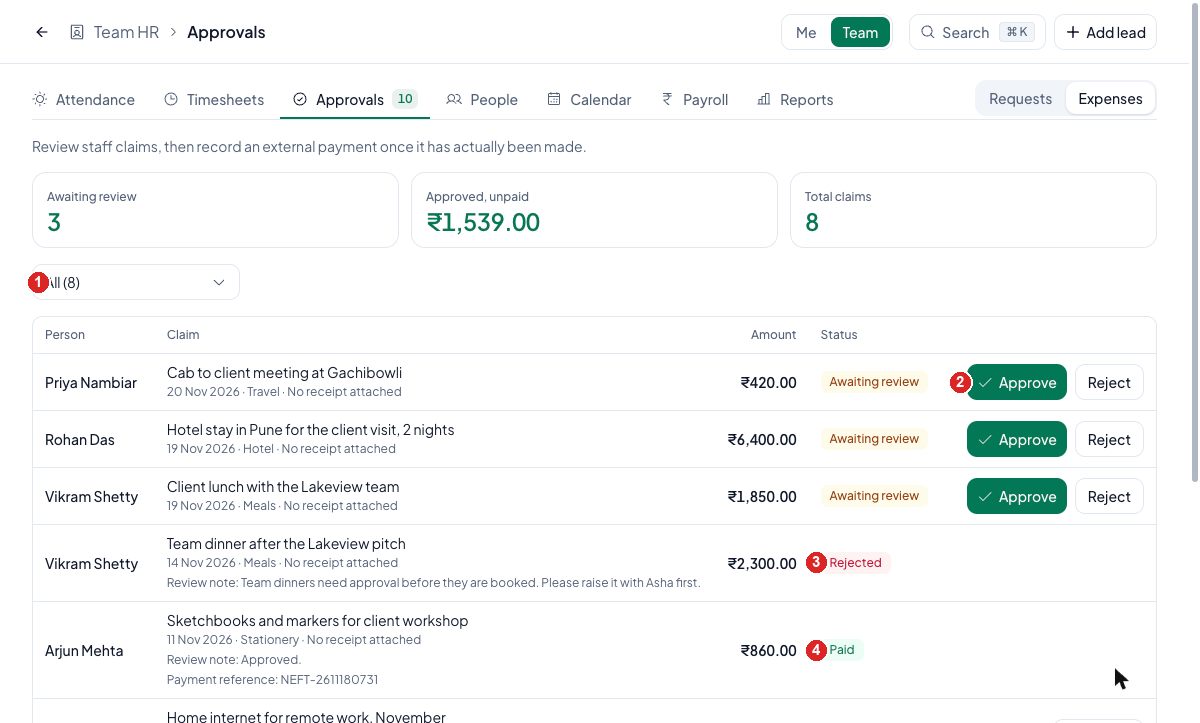 Team HR > Approvals
Me Team Search ⌘ K + Add lead
Attendance Timesheets Approvals 10 People Calendar ₹ Payroll Reports Requests Expenses
Review staff claims, then record an external payment once it has actually been made.
Awaiting review Approved, unpaid Total claims
3 ₹1,539.00 8
1 All (8)
Person Claim Amount Status
Cab to client meeting at Gachibowli
Priya Nambiar ₹420.00 Awaiting review 2 Approve Reject
20 Nov 2026 · Travel · No receipt attached
Hotel stay in Pune for the client visit, 2 nights
Rohan Das ₹6,400.00 Awaiting review Approve Reject
19 Nov 2026 · Hotel · No receipt attached
Client lunch with the Lakeview team
Vikram Shetty ₹1,850.00 Awaiting review Approve Reject
19 Nov 2026 · Meals · No receipt attached
Team dinner after the Lakeview pitch
Vikram Shetty 14 Nov 2026 · Meals · No receipt attached ₹2,300.00 3 Rejected
Review note: Team dinners need approval before they are booked. Please raise it with Asha first.
Sketchbooks and markers for client workshop
11 Nov 2026 · Stationery · No receipt attached
Arjun Mehta ₹860.00 4 Paid
Review note: Approved.
Payment reference: NEFT-2611180731
Home internet for remote work, November